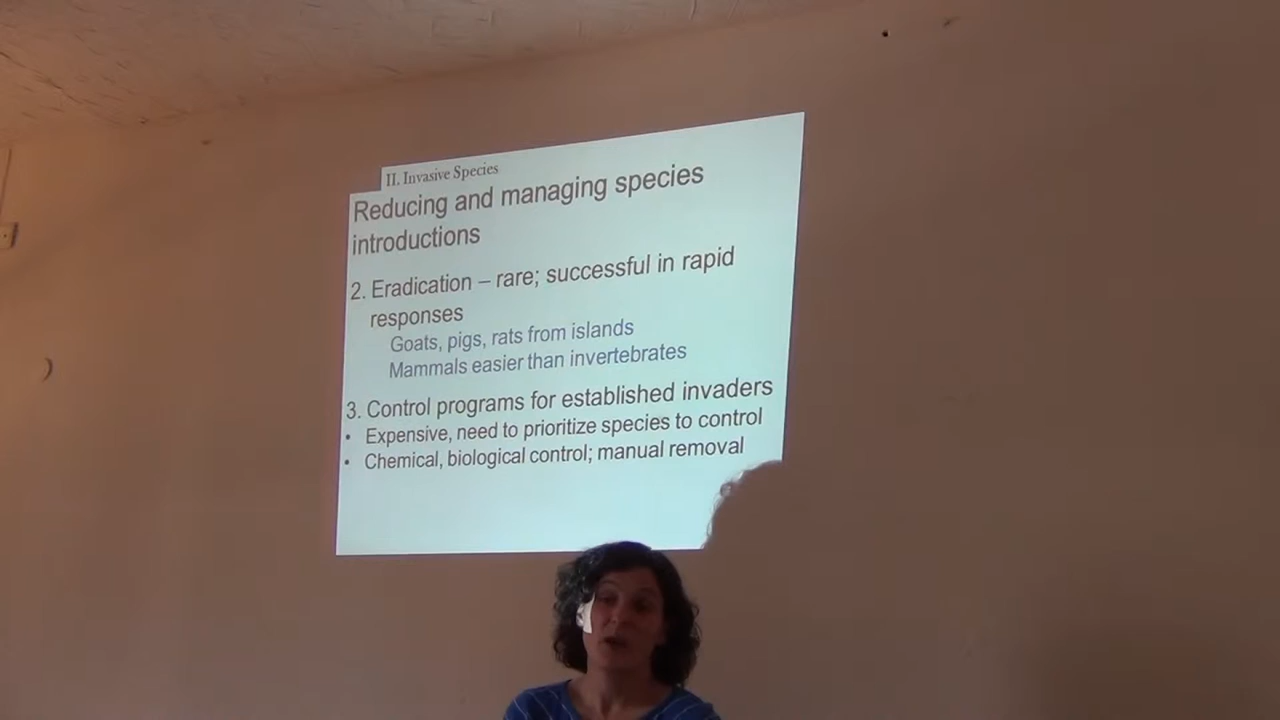 II. Invasive Species
Reducing and managing species
introductions
2. Eradication – rare; successful in rapid
responses
Goats, pigs, rats from islands
Mammals easier than invertebrates
3. Control programs for established invaders
• Expensive, need to prioritize species to control
• Chemical, biological control; manual removal